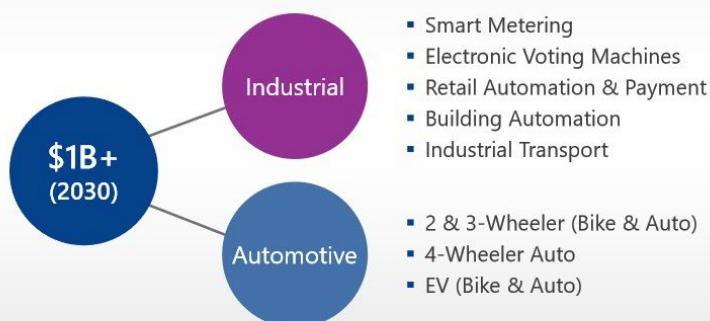 $1B+
(2030)
Industrial
▪ Smart Metering
▪ Electronic Voting Machines
▪ Retail Automation & Payment
▪ Building Automation
▪ Industrial Transport
Automotive
▪ 2 & 3-Wheeler (Bike & Auto)
▪ 4-Wheeler Auto
▪ EV (Bike & Auto)